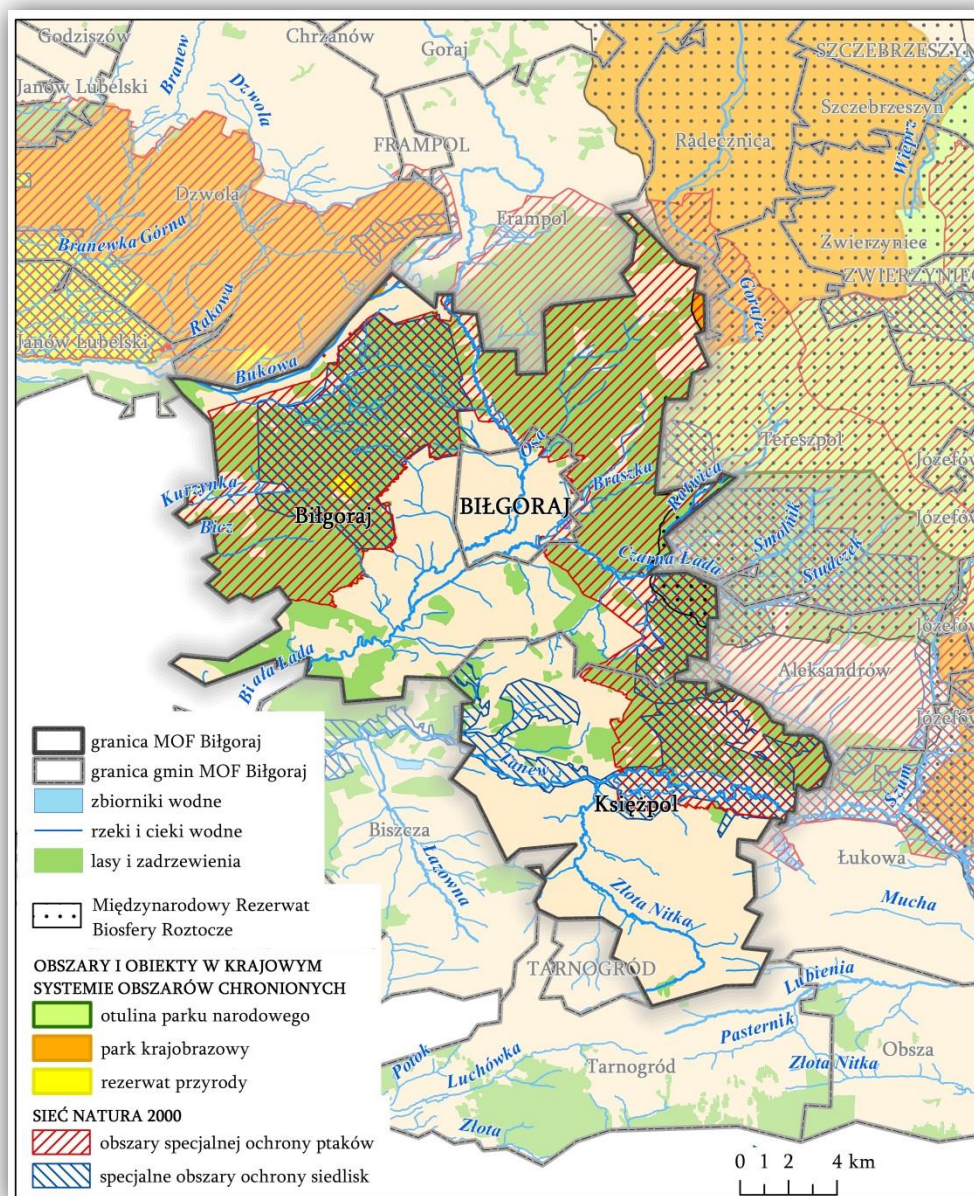 Godziszów
Chrzanów
Goraj
SZCZEBRZESZYN
Branew
Janów Lubelski
Dzwola
Szczebrzeszyn
Radecznica
FRAMPOL
Wieprz
Dzwola
Frampol
Branewka Górna
Zwierzyniec
ZWIERZYNIEC
Gorajec
Rakowa
Janów Lubelski
Bukowa
Osa
Tereszpol
Józefów
Braszka
Rotwica
Kurzynka
BIŁGORAJ
Biłgoraj
Smolnik
Józefów
Bicz
Czarna Łada
Studczek
Józefów
Biała Łada
Aleksandrów
Józefów
granica MOF Biłgoraj
granica gmin MOF Biłgoraj
zbiorniki wodne
rzeki i cieki wodne
lasy i zadrzewienia
Międzynarodowy Rezerwat
Biosfery Roztocze
OBSZARY I OBIEKTY W KRAJOWYM
SYSTEMIE OBSZARÓW CHRONIONYCH
otulina parku narodowego
park krajobrazowy
rezerwat przyrody
SIEĆ NATURA 2000
obszary specjalnej ochrony ptaków
specjalne obszary ochrony siedlisk
Tanew
Szum
Księżpol
Biszcza
Łukowa
Łazowna
Mucha
Złota Nitka
TARNOGRÓD
Lubienia
Pasternik
Potok
Luchówka
Tarnogród
Złota Nitka
Obsza
Złota
0 1 2 4 km